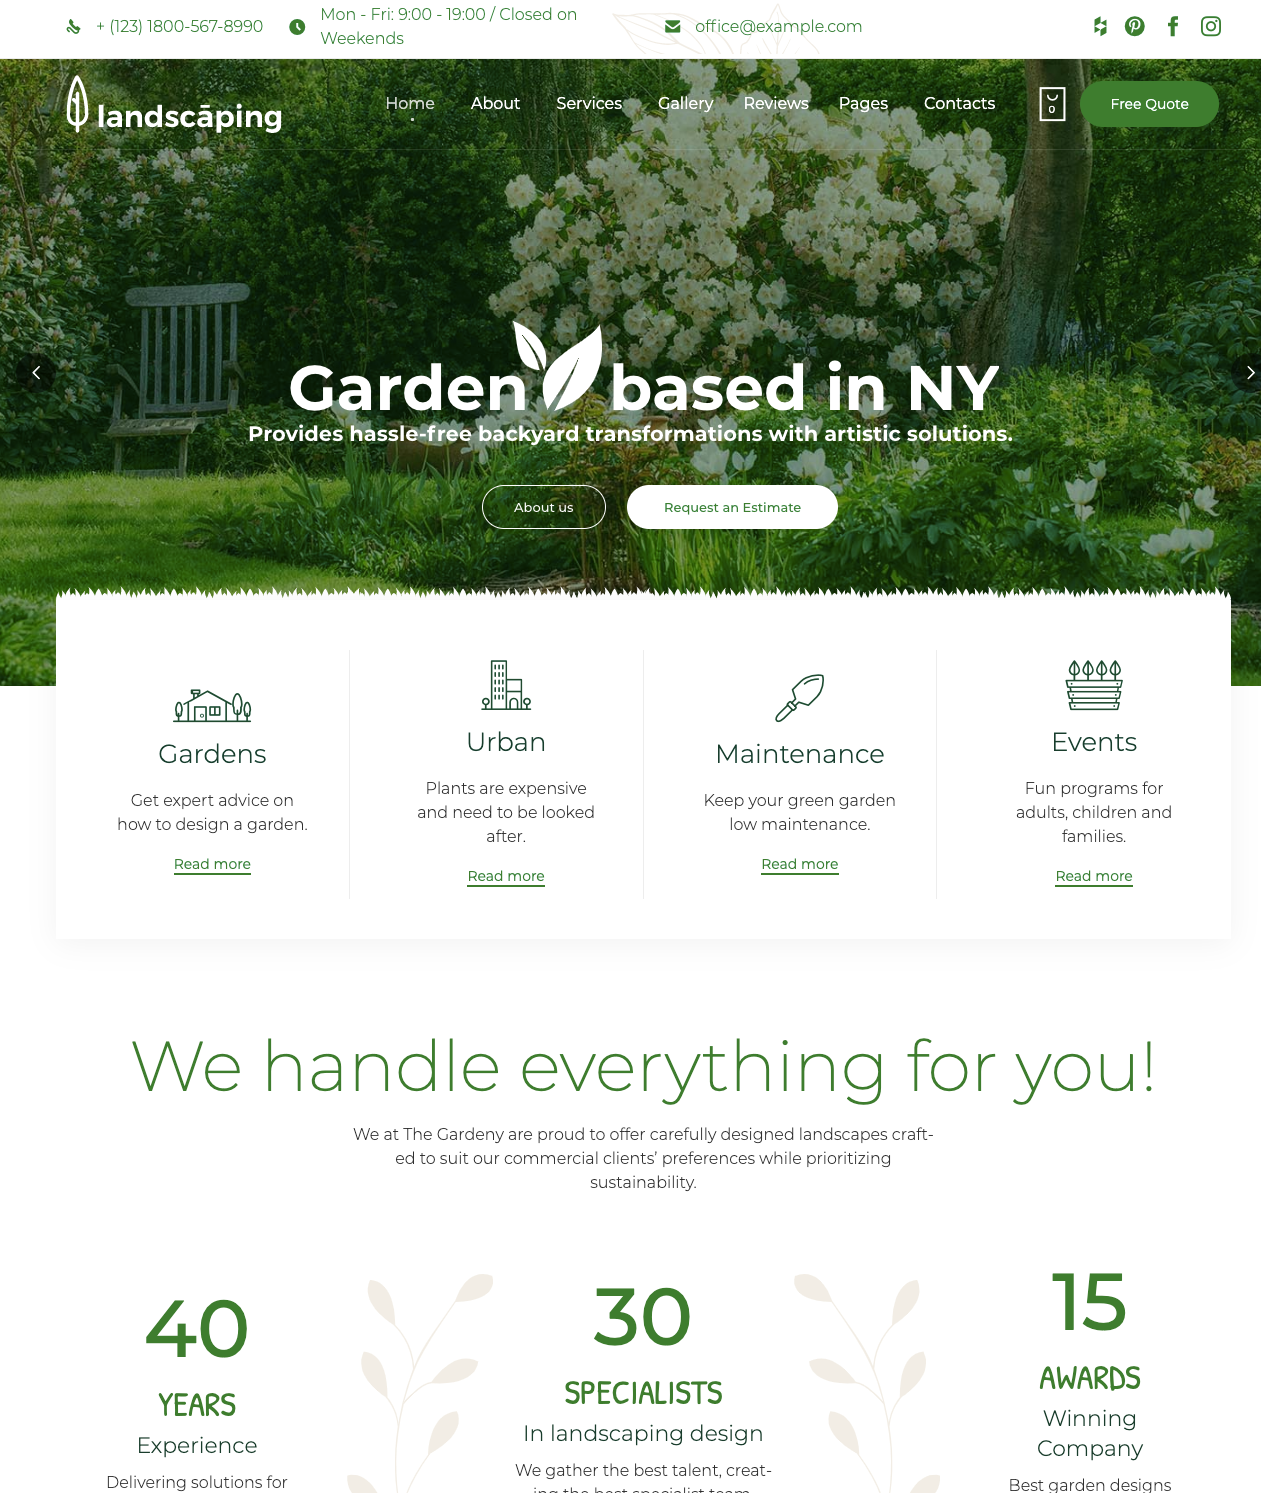 + (123) 1800-567-8990
Mon - Fri: 9:00 - 19:00 / Closed on
Weekends
office@example.com
landscāping
Home
About
Services
Gallery
Reviews
Pages
Contacts
0
Free Quote
Garden based in NY
Provides hassle-free backyard transformations with artistic solutions.
About us
Request an Estimate
Gardens
Get expert advice on
how to design a garden.
Read more
Urban
Plants are expensive
and need to be looked
after.
Read more
Maintenance
Keep your green garden
low maintenance.
Read more
Events
Fun programs for
adults, children and
families.
Read more
We handle everything for you!
We at The Gardeny are proud to offer carefully designed landscapes craft-
ed to suit our commercial clients’ preferences while prioritizing
sustainability.
40
YEARS
Experience
Delivering solutions for
30
SPECIALISTS
In landscaping design
We gather the best talent, creat-
ing the best specialist team
15
AWARDS
Winning
Company
Best garden designs